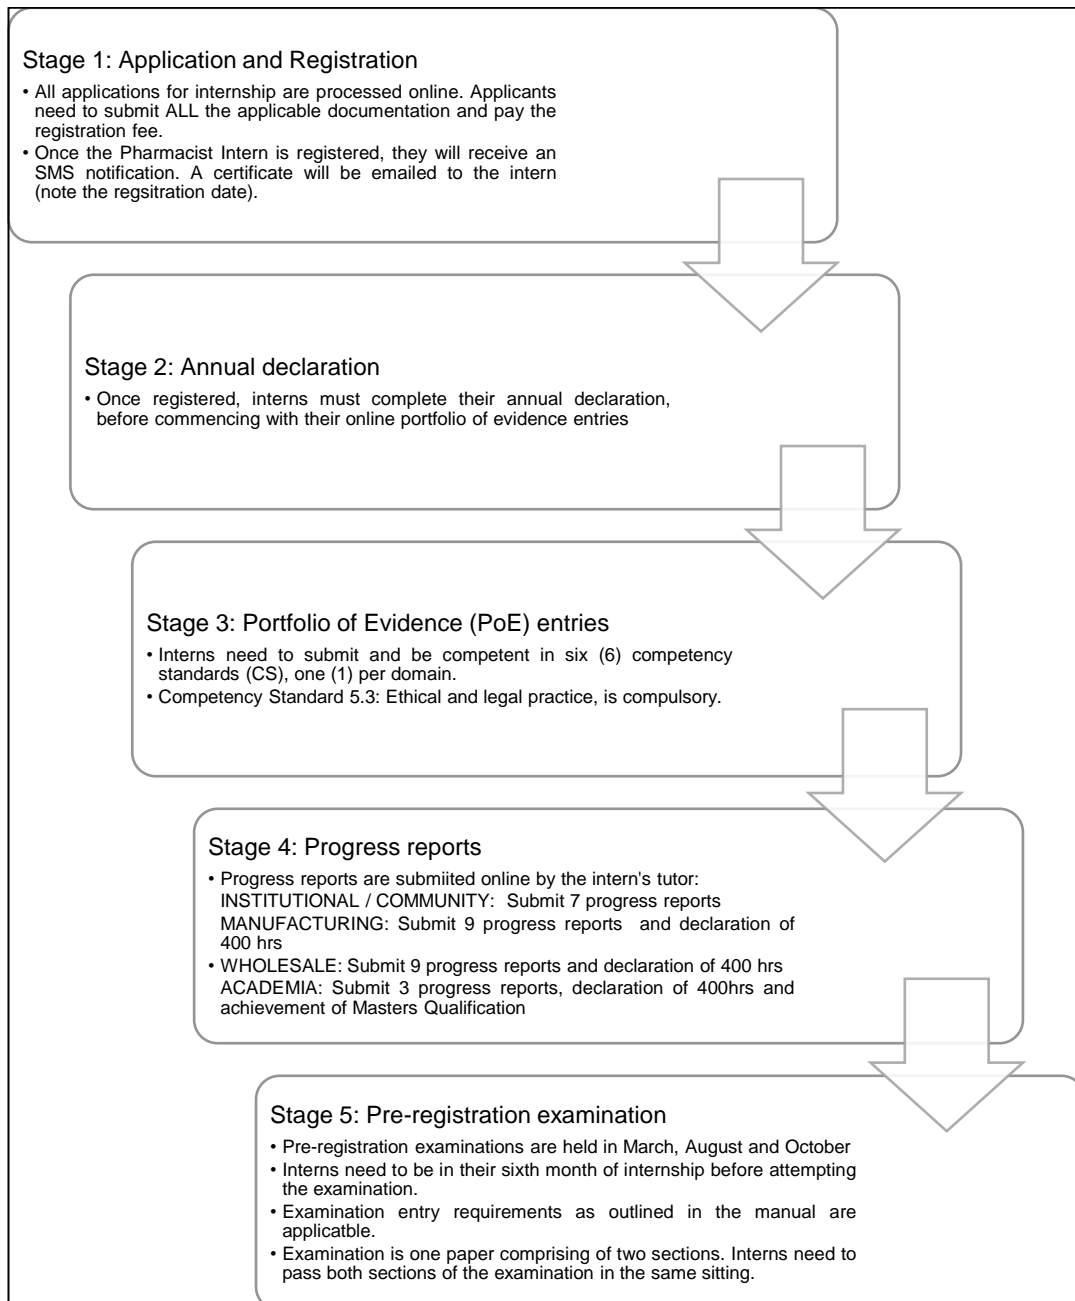 Stage 1: Application and Registration
• All applications for internship are processed online. Applicants
need to submit ALL the applicable documentation and pay the
registration fee.
• Once the Pharmacist Intern is registered, they will receive an
SMS notification. A certificate will be emailed to the intern
(note the regsitration date).
Stage 2: Annual declaration
• Once registered, interns must complete their annual declaration,
before commencing with their online portfolio of evidence entries
Stage 3: Portfolio of Evidence (PoE) entries
• Interns need to submit and be competent in six (6) competency
standards (CS), one (1) per domain.
• Competency Standard 5.3: Ethical and legal practice, is compulsory.
Stage 4: Progress reports
• Progress reports are submiited online by the intern's tutor:
INSTITUTIONAL / COMMUNITY: Submit 7 progress reports
MANUFACTURING: Submit 9 progress reports and declaration of
400 hrs
• WHOLESALE: Submit 9 progress reports and declaration of 400 hrs
ACADEMIA: Submit 3 progress reports, declaration of 400hrs and
achievement of Masters Qualification
Stage 5: Pre-registration examination
• Pre-registration examinations are held in March, August and October
• Interns need to be in their sixth month of internship before attempting
the examination.
• Examination entry requirements as outlined in the manual are
applicatble.
• Examination is one paper comprising of two sections. Interns need to
pass both sections of the examination in the same sitting.